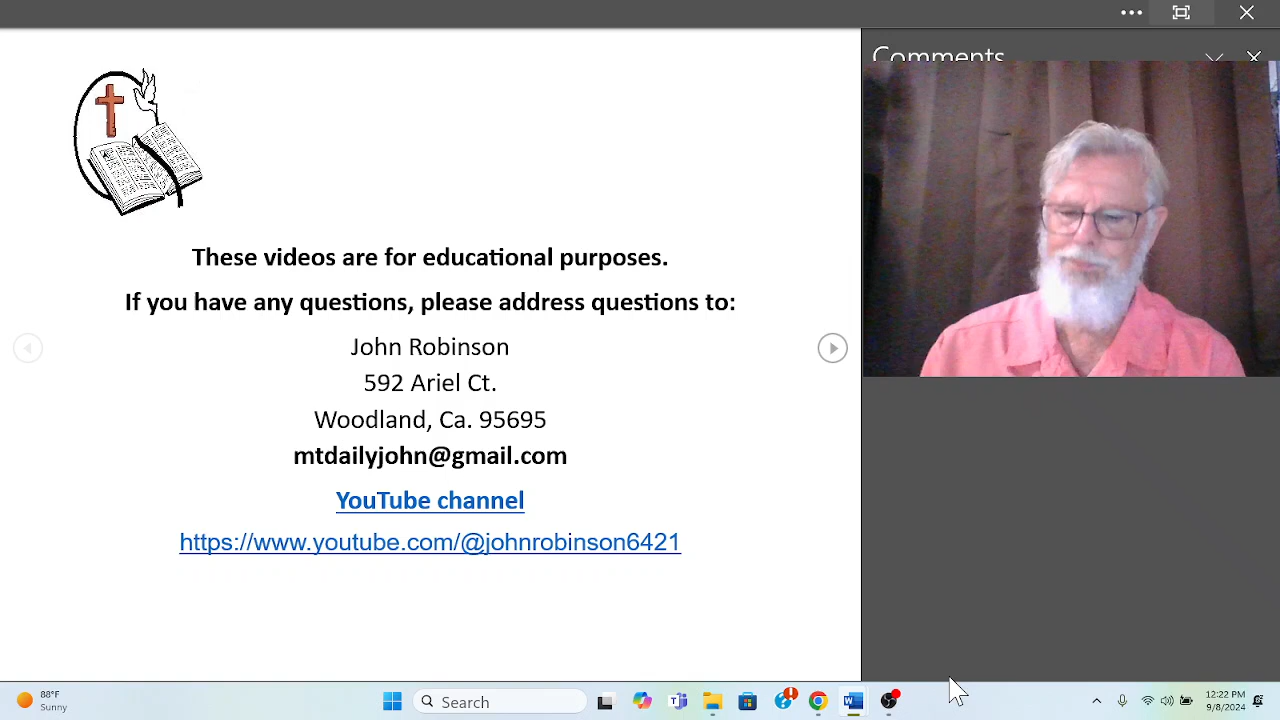 Comments
These videos are for educational purposes.
If you have any questions, please address questions to:
John Robinson
592 Ariel Ct.
Woodland, Ca. 95695
mtdailyjohn@gmail.com
YouTube channel
https://www.youtube.com/@johnrobinson6421
88°F
Sunny
Search
12:22 PM
9/8/2024